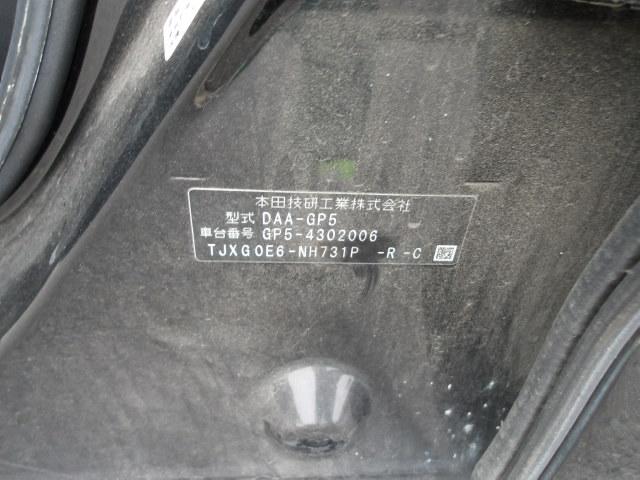 本田技研工業株式会社
型式 DAA-GP5
車台番号 GP5-4302006
TJXG0E6-NH731P -R-C